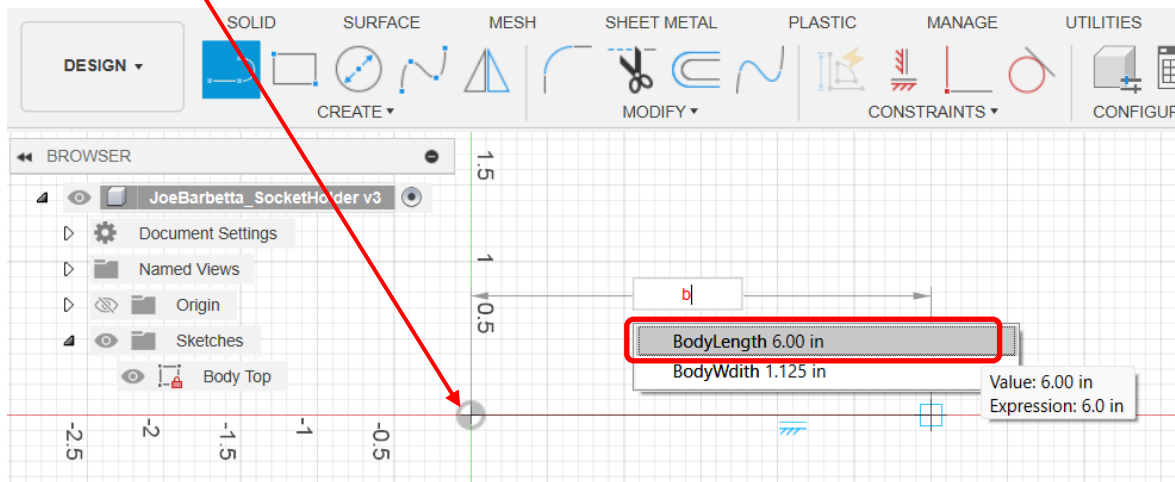 SOLID SURFACE MESH SHEET METAL PLASTIC MANAGE UTILITIES
DESIGN
CREATE MODIFY CONSTRAINTS CONFIGUR
BROWSER
1.5
JoeBarbetta_SocketHolder v3
Document Settings
Named Views
1
Origin
b
0.5
Sketches
BodyLength 6.00 in
Body Top
BodyWdith 1.125 in
Value: 6.00 in
Expression: 6.0 in
-2.5 -2 -1.5 -1 -0.5